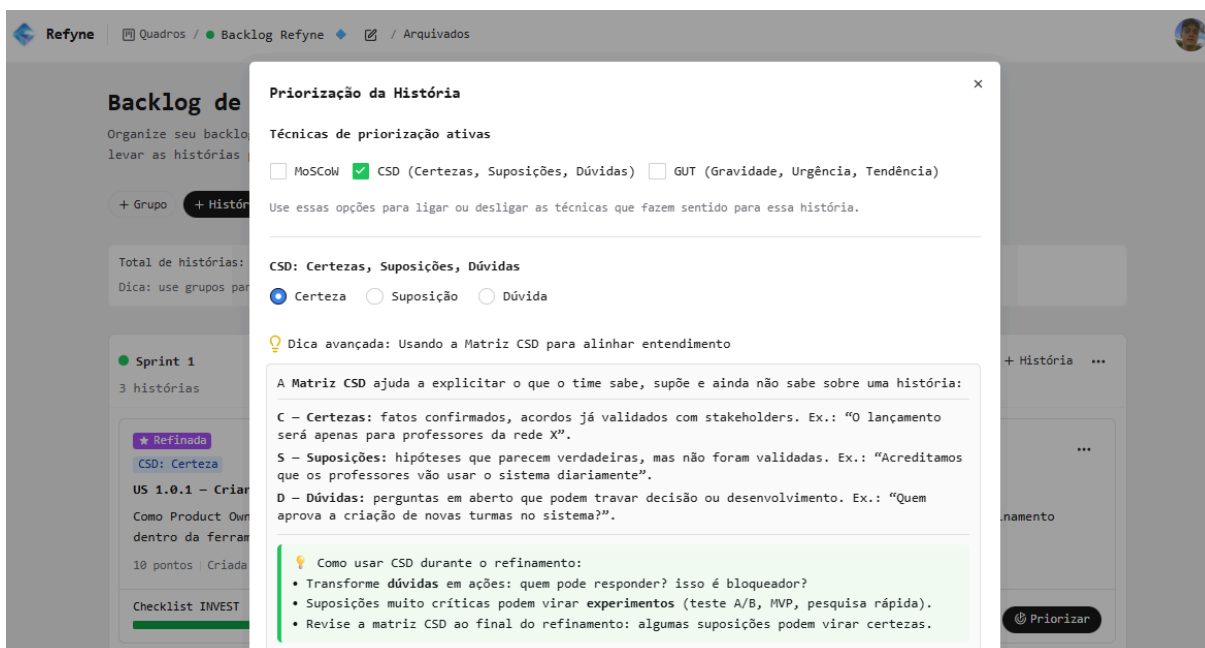 Refyne
Quadros / Backlog Refyne / Arquivados
Backlog de
Organize seu backlo
levar as histórias
+ Grupo + Histór
Total de histórias:
Dica: use grupos par
Sprint 1
3 histórias
+ História ...
★ Refinada
CSD: Certeza
US 1.0.1 – Criar
Como Product Own
dentro da ferram
namento
10 pontos | Criada
Checklist INVEST
Priorizar
Priorização da História
×
Técnicas de priorização ativas
MoSCoW CSD (Certezas, Suposições, Dúvidas) GUT (Gravidade, Urgência, Tendência)
Use essas opções para ligar ou desligar as técnicas que fazem sentido para essa história.
CSD: Certezas, Suposições, Dúvidas
Certeza Suposição Dúvida
Dica avançada: Usando a Matriz CSD para alinhar entendimento
A Matriz CSD ajuda a explicitar o que o time sabe, supõe e ainda não sabe sobre uma história:
C – Certezas: fatos confirmados, acordos já validados com stakeholders. Ex.: “O lançamento
será apenas para professores da rede X”.
S – Suposições: hipóteses que parecem verdadeiras, mas não foram validadas. Ex.: “Acreditamos
que os professores vão usar o sistema diariamente”.
D – Dúvidas: perguntas em aberto que podem travar decisão ou desenvolvimento. Ex.: “Quem
aprova a criação de novas turmas no sistema?”.
Como usar CSD durante o refinamento:
• Transforme dúvidas em ações: quem pode responder? isso é bloqueador?
• Suposições muito críticas podem virar experimentos (teste A/B, MVP, pesquisa rápida).
• Revise a matriz CSD ao final do refinamento: algumas suposições podem virar certezas.